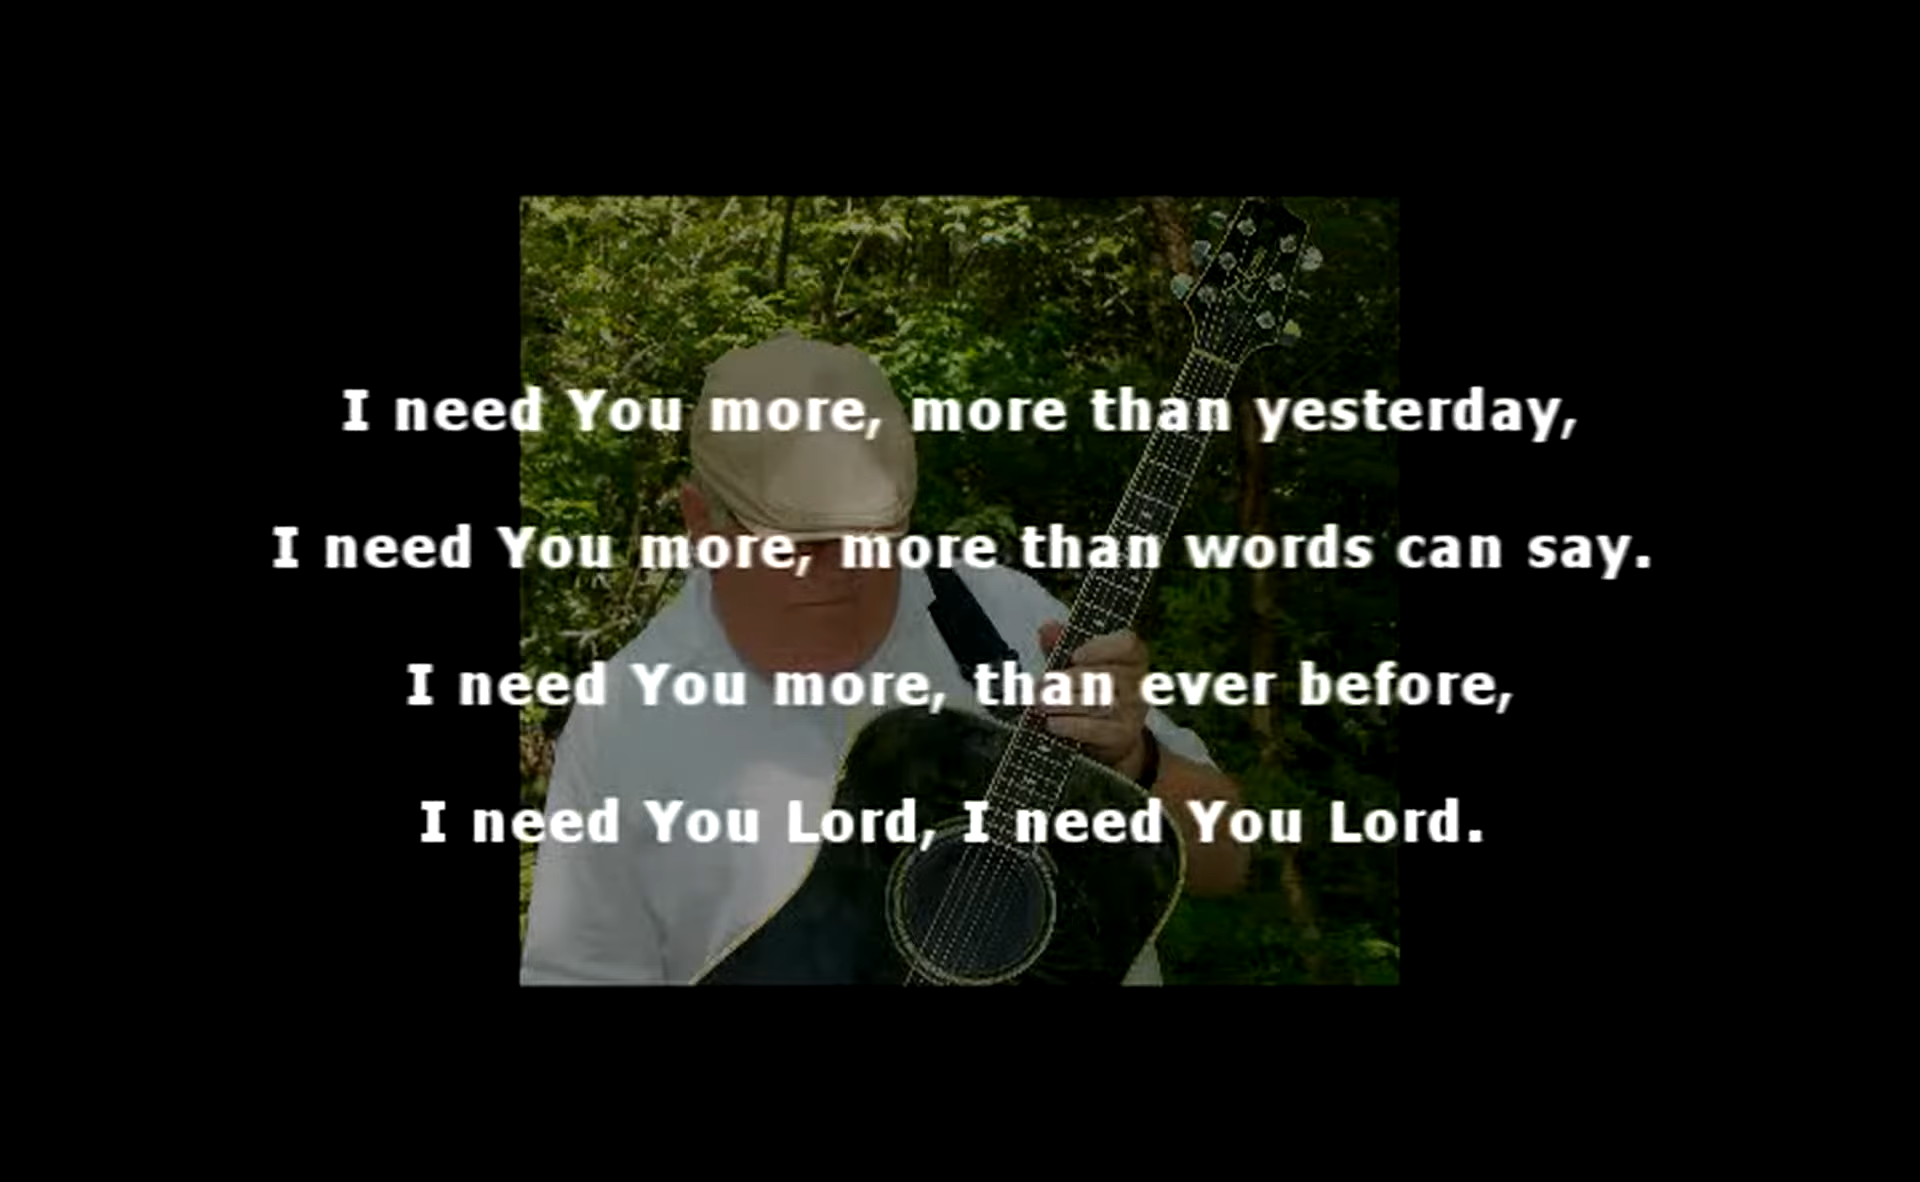 I need You more, more than yesterday,
I need You more, more than words can say.
I need You more, than ever before,
I need You Lord, I need You Lord.